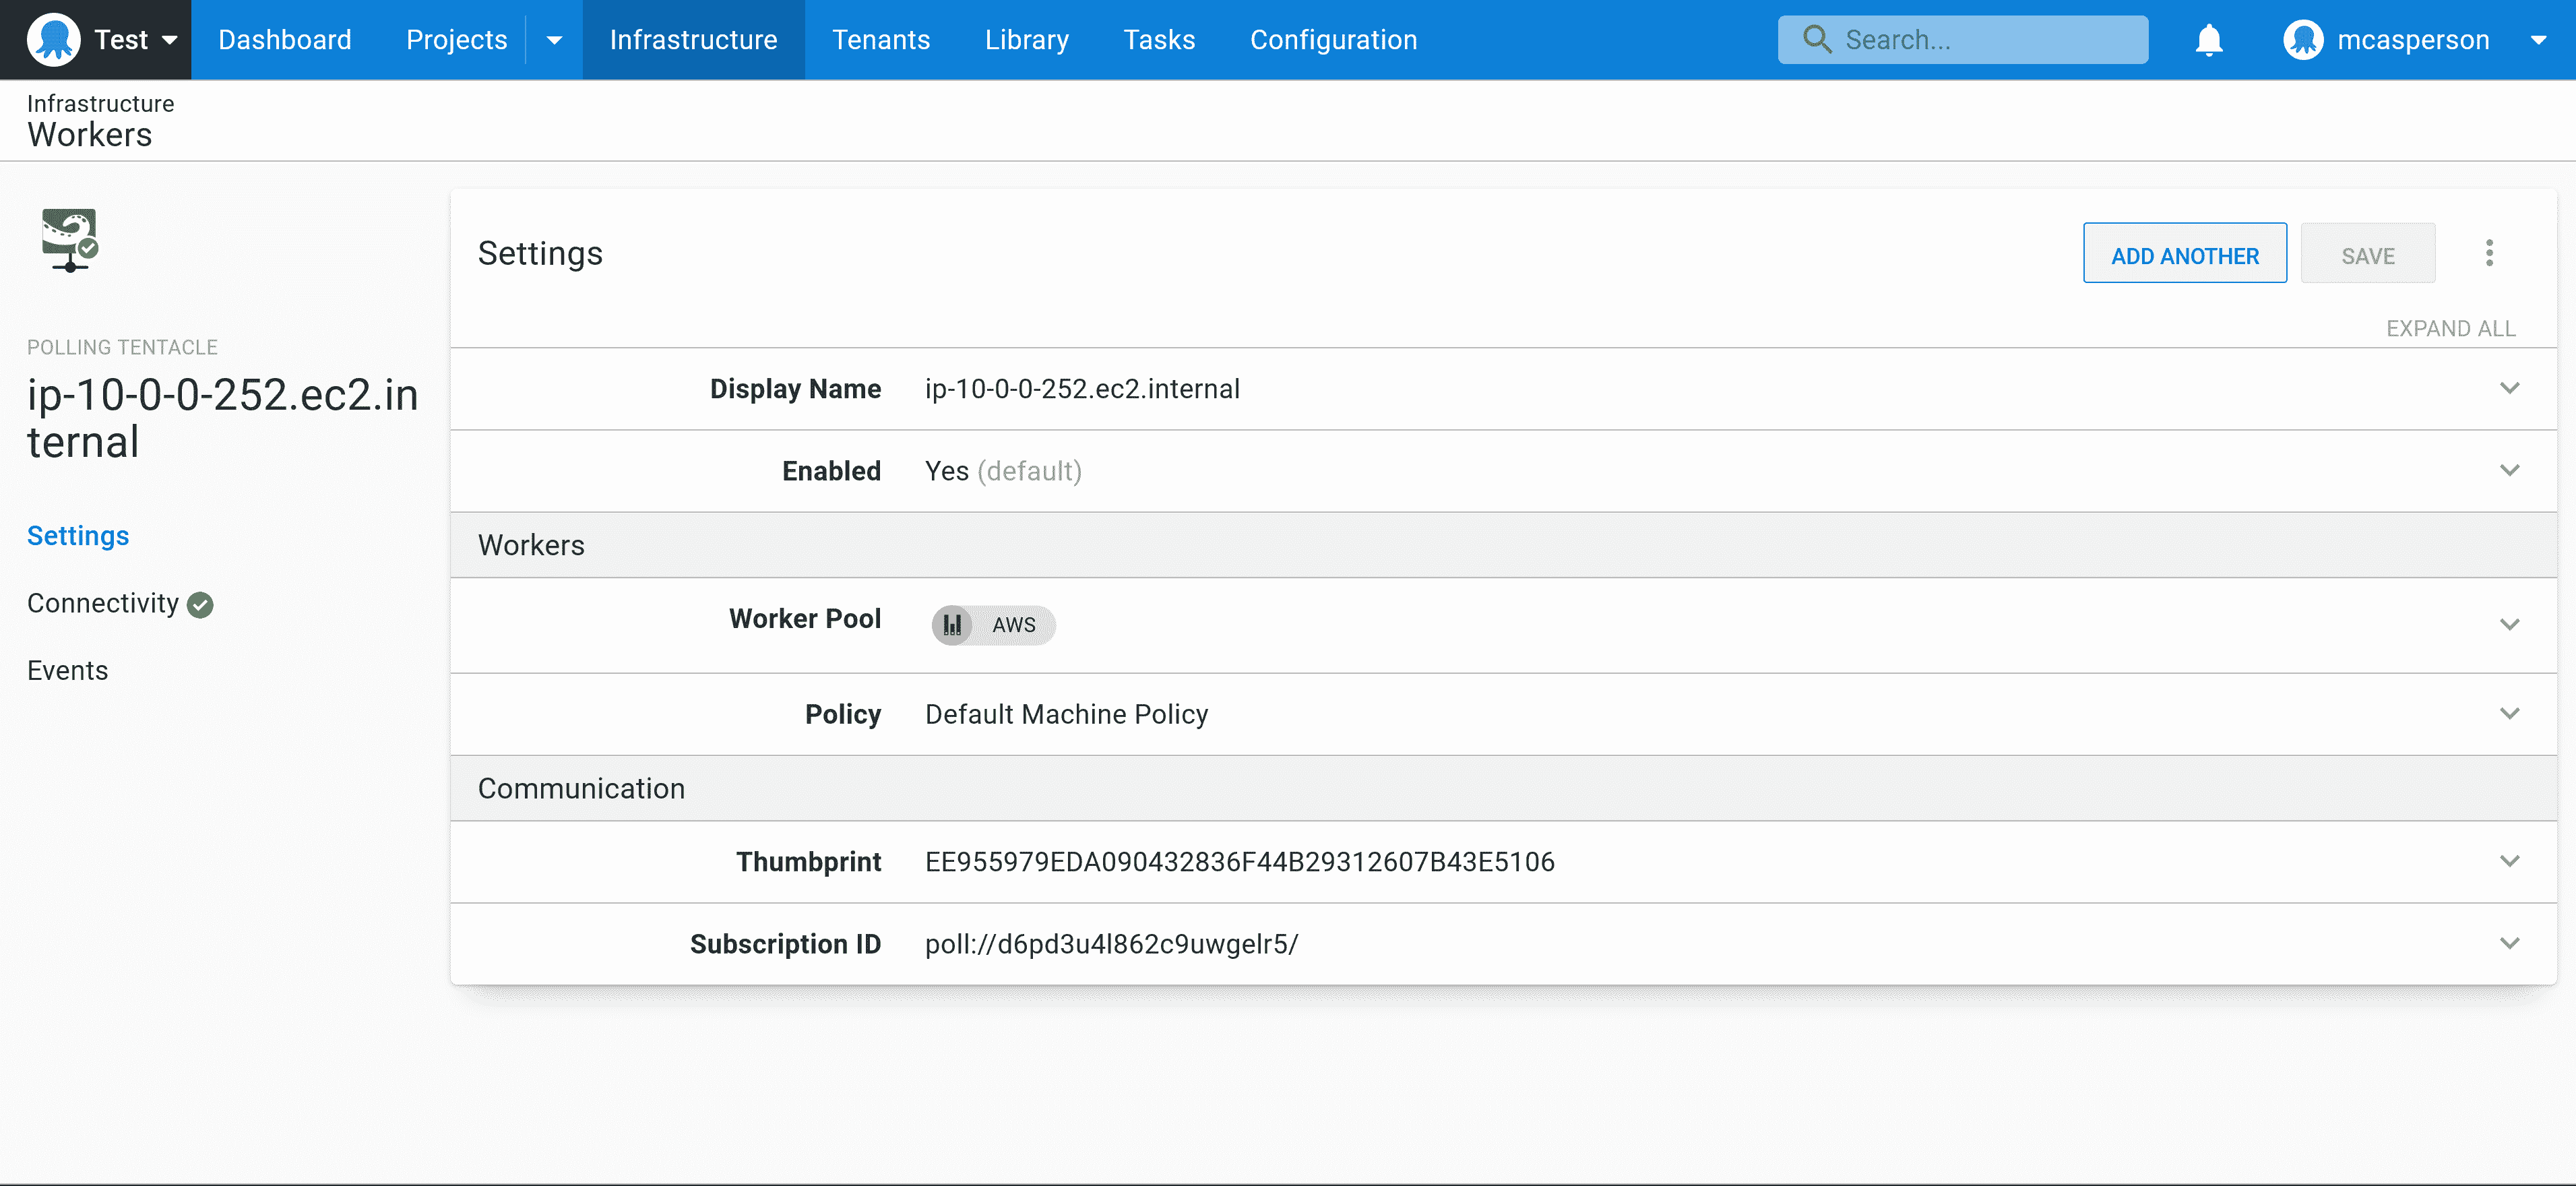 Test Dashboard Projects Infrastructure Tenants Library Tasks Configuration Search... mcasperson
Infrastructure
Workers
POLLING TENTACLE
ip-10-0-0-252.ec2.in
ternal
Settings
Connectivity
Events
Settings
ADD ANOTHER SAVE
EXPAND ALL
Display Name ip-10-0-0-252.ec2.internal
Enabled Yes (default)
Workers
Worker Pool AWS
Policy Default Machine Policy
Communication
Thumbprint EE955979EDA090432836F44B29312607B43E5106
Subscription ID poll://d6pd3u4l862c9uwgelr5/